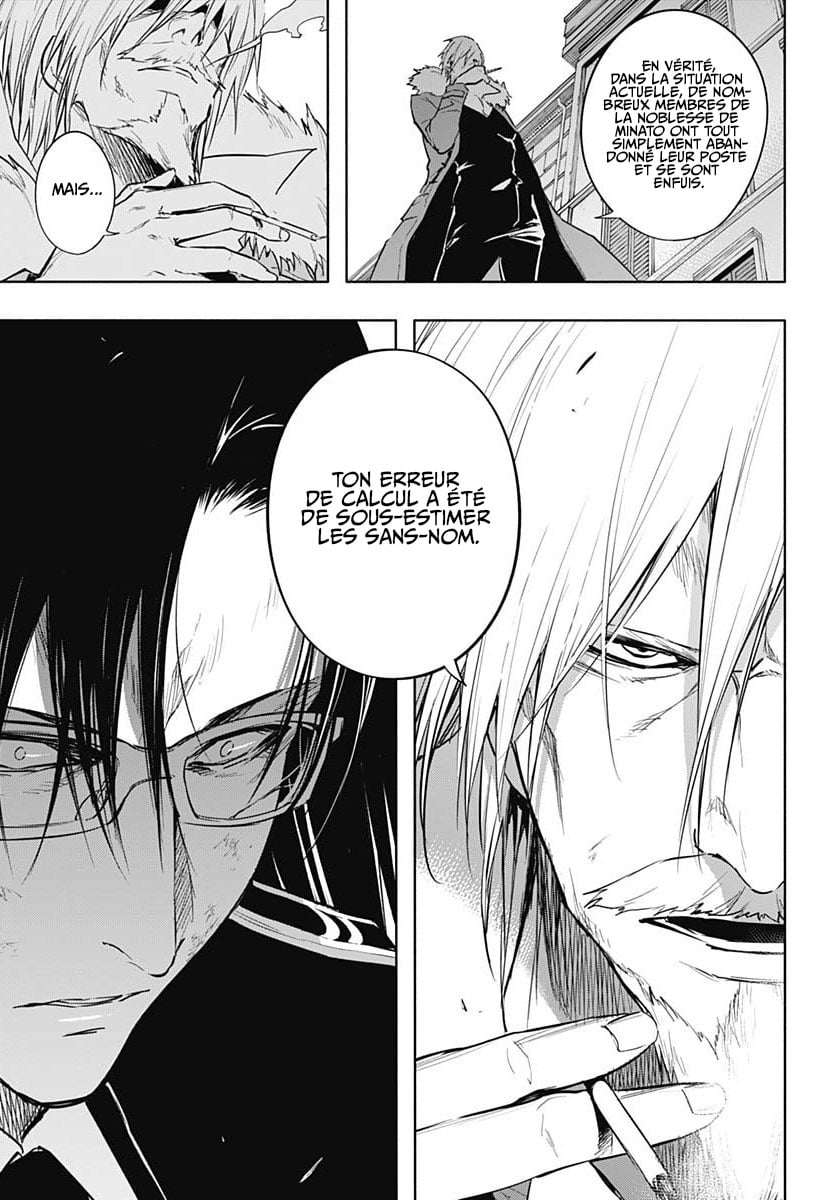 EN VÉRITÉ,
DANS LA SITUATION
ACTUELLE, DE NOM-
BREUX MEMBRES DE
LA NOBLESSE DE
MINATO ONT TOUT
SIMPLEMENT ABAN-
DONNÉ LEUR POSTE
ET SE SONT
ENFUIS.
MAIS...
TON ERREUR
DE CALCUL A ÉTÉ
DE SOUS-ESTIMER
LES SANS-NOM.